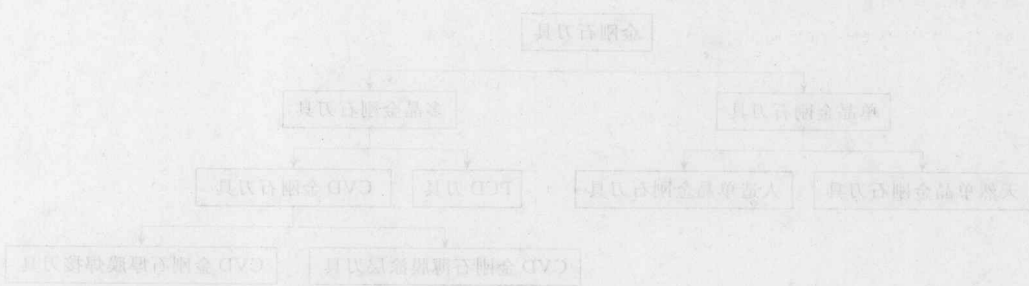 金刚石刀具
单晶金刚石刀具
多晶金刚石刀具
天然单晶金刚石刀具
人造单晶金刚石刀具
PCD 刀具
CVD 金刚石刀具
CVD 金刚石薄膜涂层刀具
CVD 金刚石厚膜焊接刀具